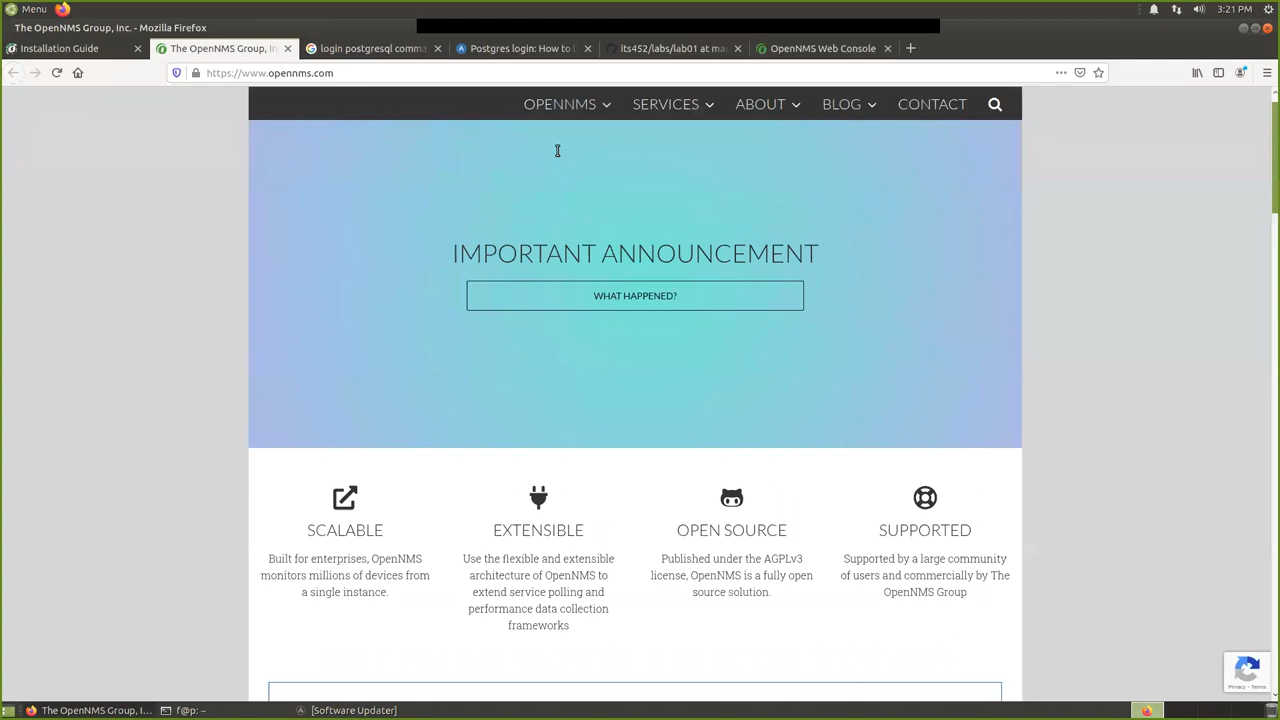 Menu
3:21 PM
The OpenNMS Group, Inc. - Mozilla Firefox
Installation Guide
The OpenNMS Group, In
login postgresql comma
Postgres login: How to l
its452/labs/lab01 at ma
OpenNMS Web Console
https://www.opennms.com
OPENNMS SERVICES ABOUT BLOG CONTACT
IMPORTANT ANNOUNCEMENT
WHAT HAPPENED?
SCALABLE
Built for enterprises, OpenNMS
monitors millions of devices from
a single instance.
EXTENSIBLE
Use the flexible and extensible
architecture of OpenNMS to
extend service polling and
performance data collection
frameworks
OPEN SOURCE
Published under the AGPLv3
license, OpenNMS is a fully open
source solution.
SUPPORTED
Supported by a large community
of users and commercially by The
OpenNMS Group
Privacy - Terms
The OpenNMS Group, I...
f@p: ~
[Software Updater]